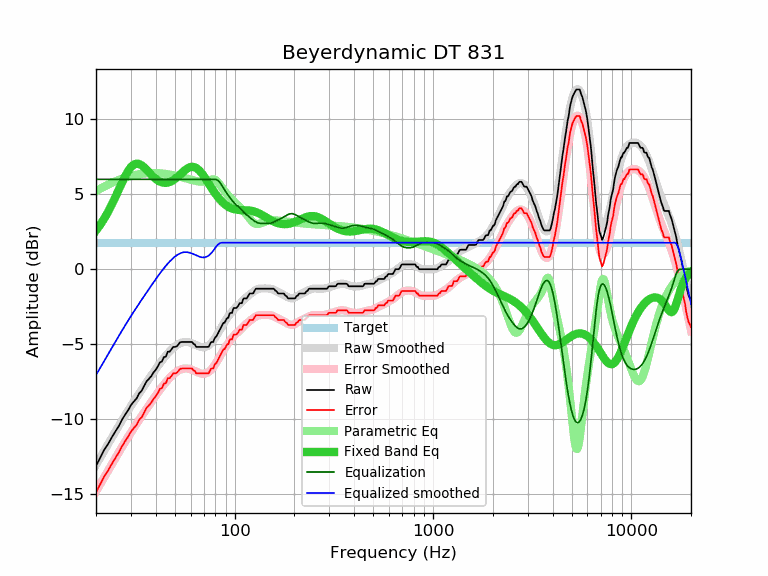 Beyerdynamic DT 831
Amplitude (dBr)
10
5
0
−5
−10
−15
Target
Raw Smoothed
Error Smoothed
Raw
Error
Parametric Eq
Fixed Band Eq
Equalization
Equalized smoothed
100
1000
10000
Frequency (Hz)